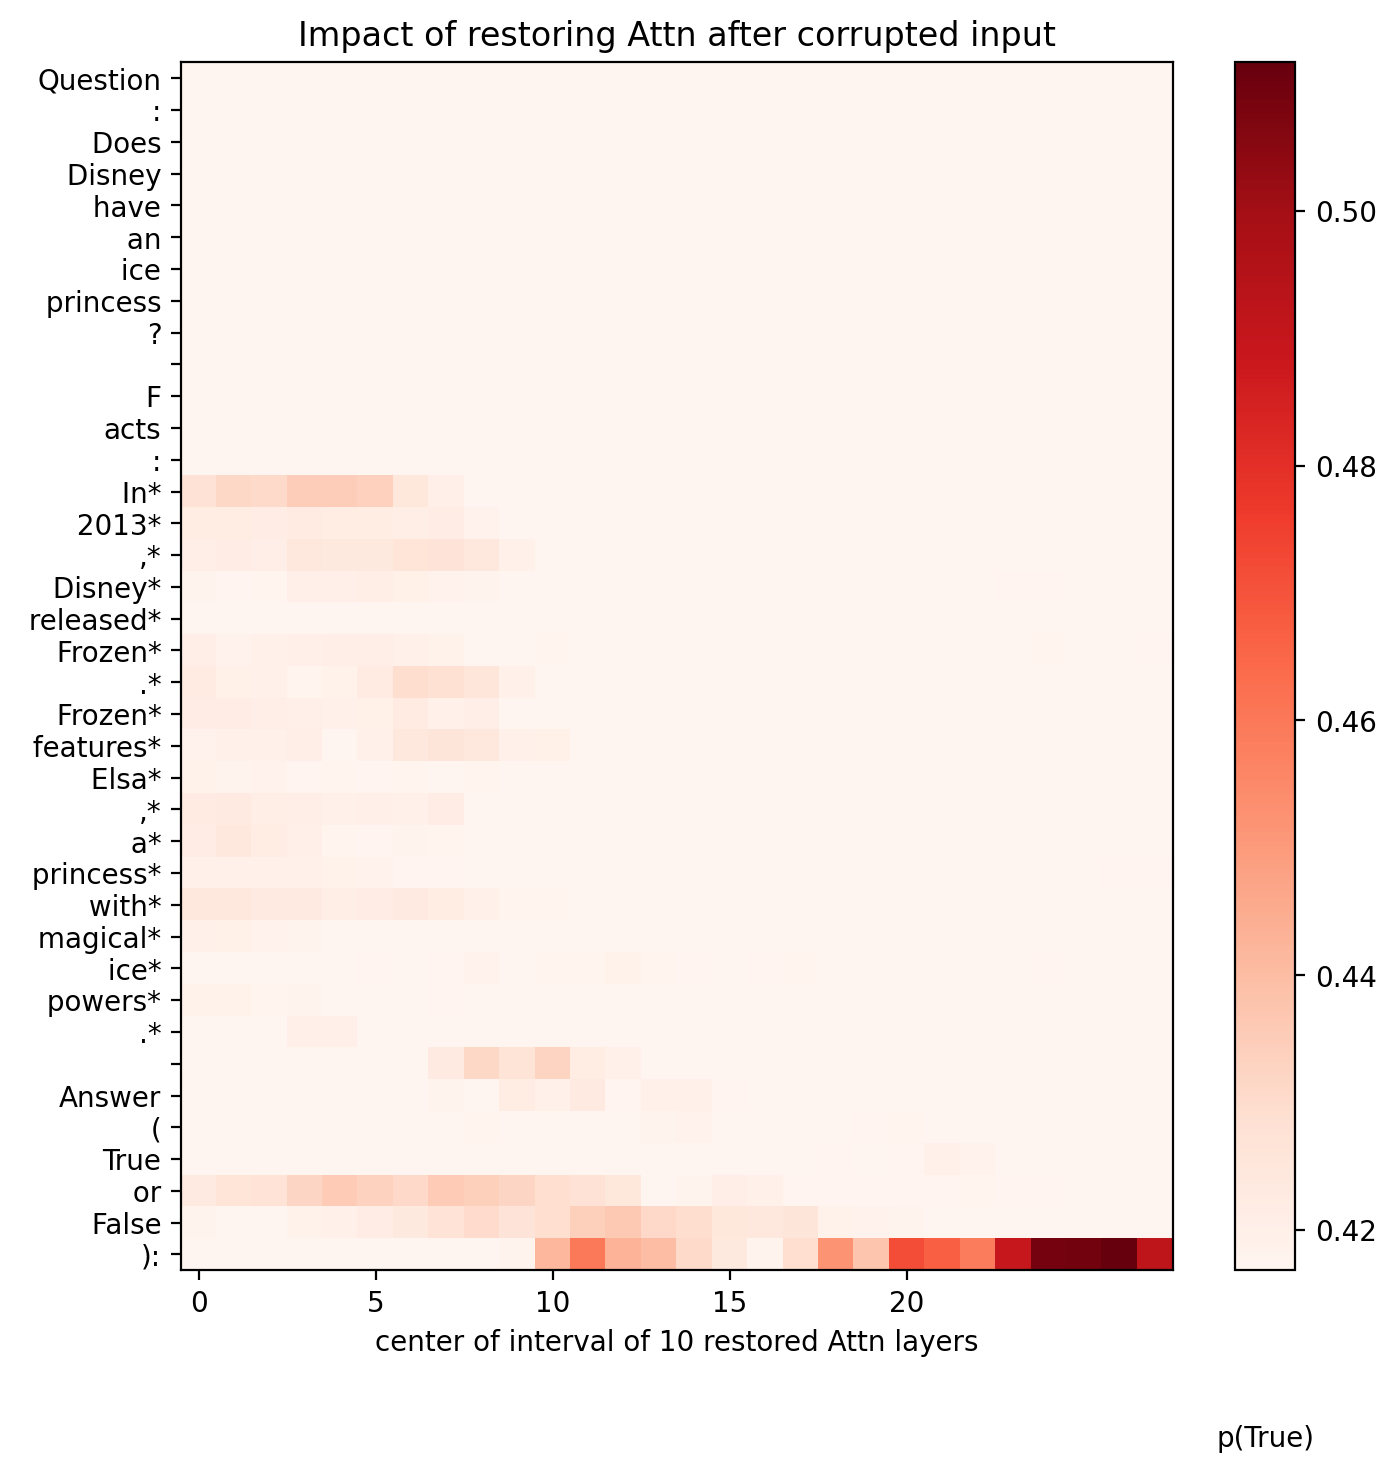 Impact of restoring Attn after corrupted input
Question
:
Does
Disney
have
an
ice
princess
?
F
acts
:
In*
2013*
,*
Disney*
released*
Frozen*
.*
Frozen*
features*
Elsa*
,*
a*
princess*
with*
magical*
ice*
powers*
.*
Answer
(
True
or
False
):
0 5 10 15 20
center of interval of 10 restored Attn layers
0.50
0.48
0.46
0.44
0.42
p(True)